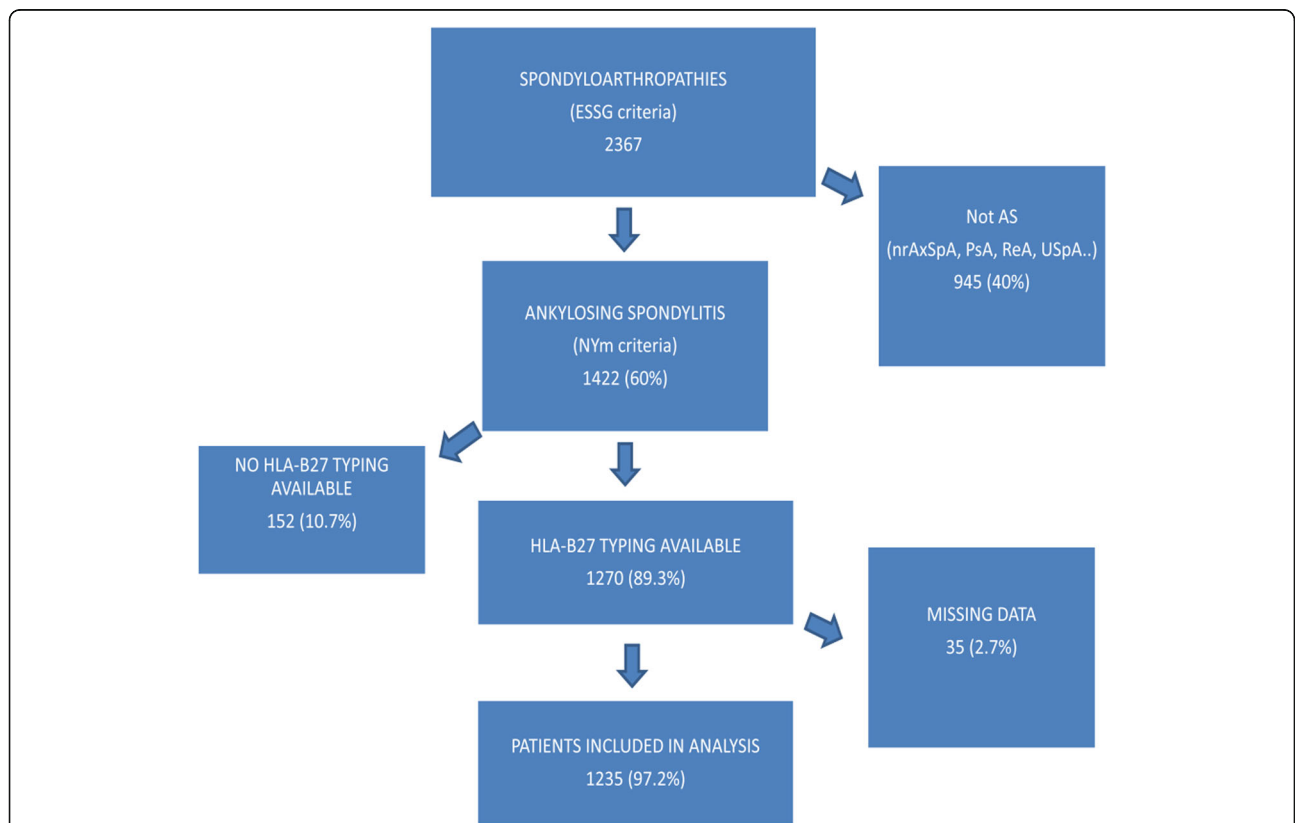 SPONDYLOARTHROPATHIES
(ESSG criteria)
2367
Not AS
(nrAxSpA, PsA, ReA, USpA..)
945 (40%)
ANKYLOSING SPONDYLITIS
(NYm criteria)
1422 (60%)
NO HLA-B27 TYPING
AVAILABLE
152 (10.7%)
HLA-B27 TYPING AVAILABLE
1270 (89.3%)
MISSING DATA
35 (2.7%)
PATIENTS INCLUDED IN ANALYSIS
1235 (97.2%)